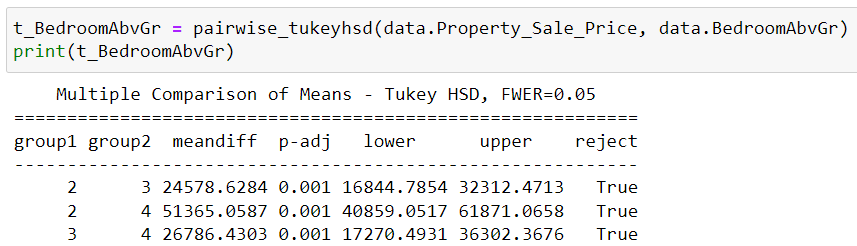 t_BedroomAbvGr = pairwise_tukeyhsd(data.Property_Sale_Price, data.BedroomAbvGr)
print(t_BedroomAbvGr)
Multiple Comparison of Means - Tukey HSD, FWER=0.05
===========================================================
group1 group2 meandiff p-adj lower upper reject
-----------------------------------------------------------
2 3 24578.6284 0.001 16844.7854 32312.4713 True
2 4 51365.0587 0.001 40859.0517 61871.0658 True
3 4 26786.4303 0.001 17270.4931 36302.3676 True